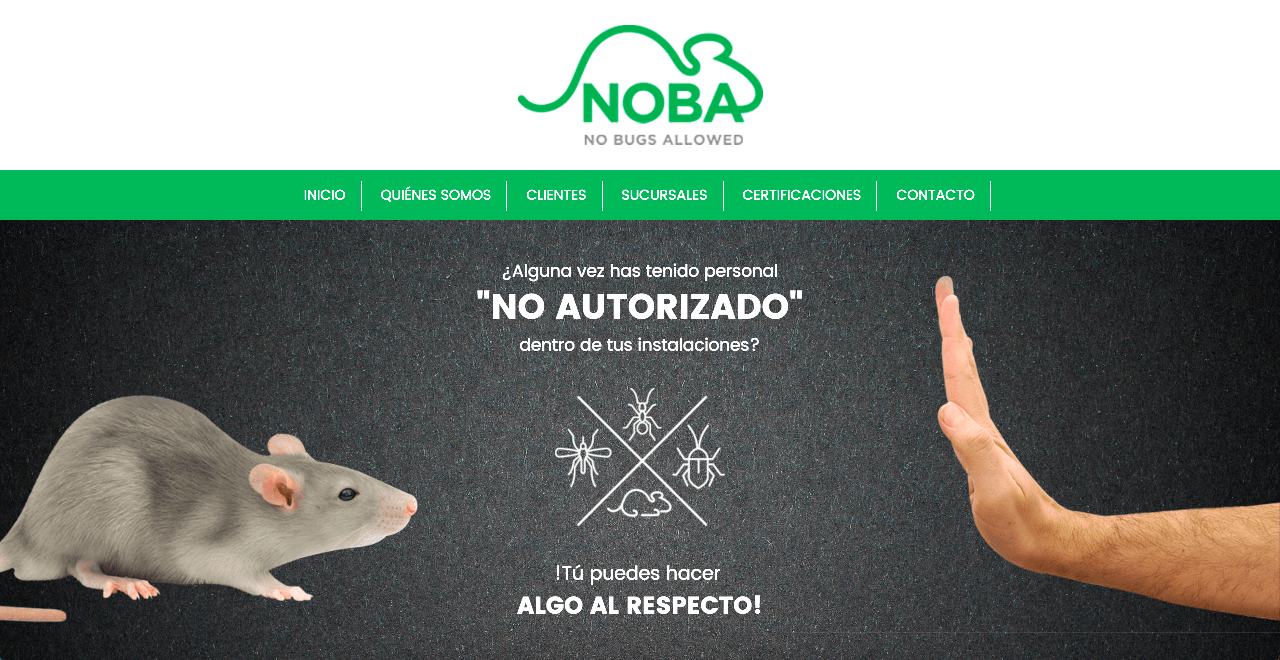 NOBA
NO BUGS ALLOWED
INICIO QUIÉNES SOMOS CLIENTES SUCURSALES CERTIFICACIONES CONTACTO
¿Alguna vez has tenido personal
"NO AUTORIZADO"
dentro de tus instalaciones?
!Tú puedes hacer
ALGO AL RESPECTO!